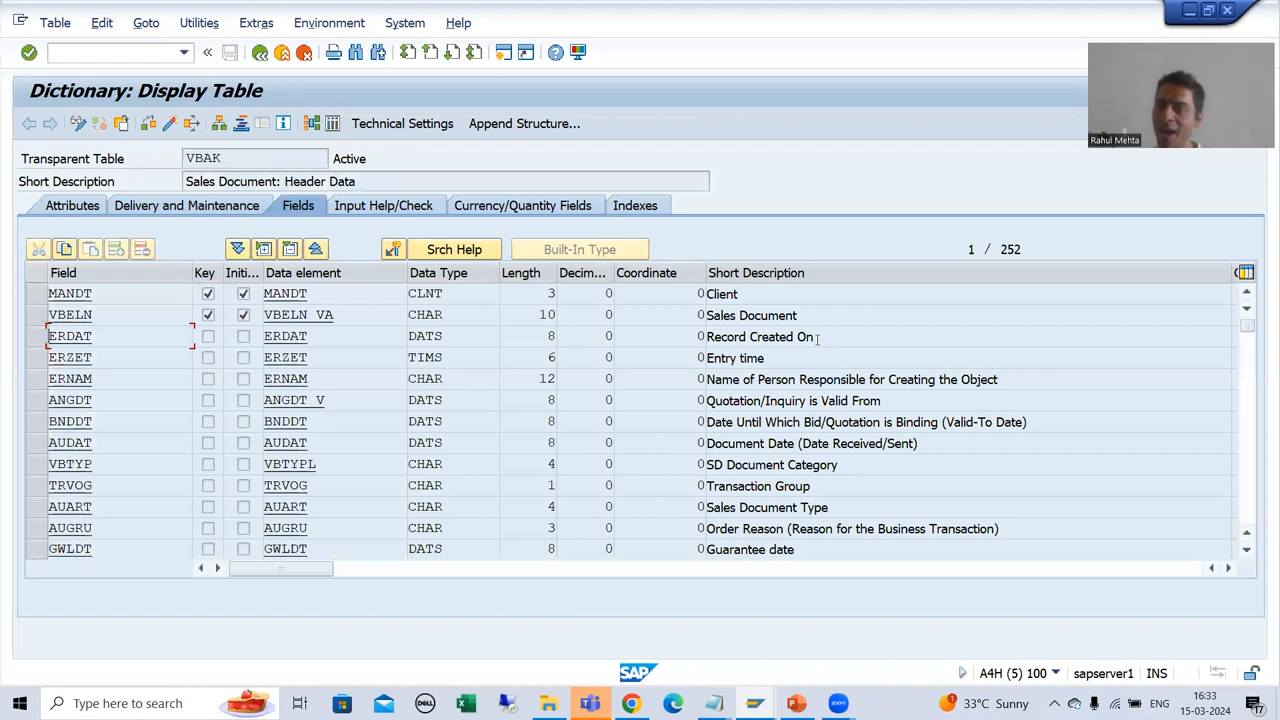 Table Edit Goto Utilities Extras Environment System Help
Dictionary: Display Table
Technical Settings Append Structure...
Transparent Table VBAK Active
Short Description Sales Document: Header Data
Attributes Delivery and Maintenance Fields Input Help/Check Currency/Quantity Fields Indexes
Srch Help Built-In Type 1 / 252
Field Key Initi... Data element Data Type Length Decim... Coordinate Short Description
MANDT MANDT CLNT 3 0 0 Client
VBELN VBELN VA CHAR 10 0 0 Sales Document
ERDAT ERDAT DATS 8 0 0 Record Created On
ERZET ERZET TIMS 6 0 0 Entry time
ERNAM ERNAM CHAR 12 0 0 Name of Person Responsible for Creating the Object
ANGDT ANGDT V DATS 8 0 0 Quotation/Inquiry is Valid From
BNDDT BNDDT DATS 8 0 0 Date Until Which Bid/Quotation is Binding (Valid-To Date)
AUDAT AUDAT DATS 8 0 0 Document Date (Date Received/Sent)
VBTYP VBTYPL CHAR 4 0 0 SD Document Category
TRVOG TRVOG CHAR 1 0 0 Transaction Group
AUART AUART CHAR 4 0 0 Sales Document Type
AUGRU AUGRU CHAR 3 0 0 Order Reason (Reason for the Business Transaction)
GWLDT GWLDT DATS 8 0 0 Guarantee date
Rahul Mehta
SAP A4H (5) 100 sapserver1 INS
Type here to search DELL 33°C Sunny ENG 16:33
15-03-2024 17